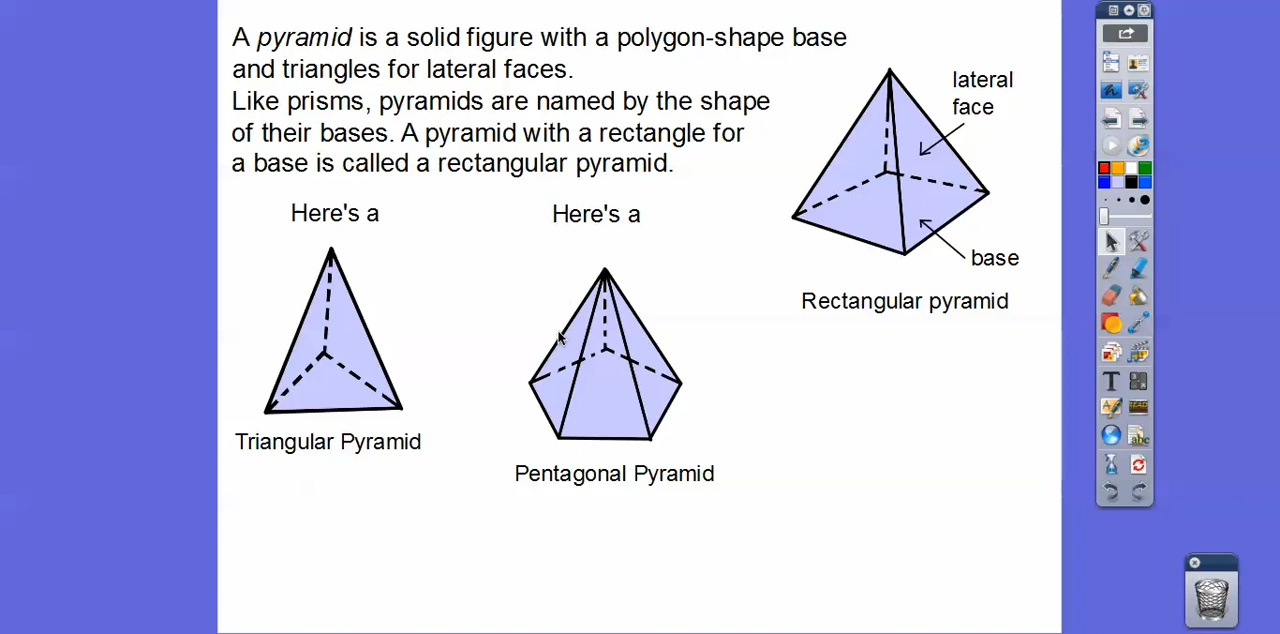 A pyramid is a solid figure with a polygon-shape base
and triangles for lateral faces.
Like prisms, pyramids are named by the shape
of their bases. A pyramid with a rectangle for
a base is called a rectangular pyramid.
lateral
face
base
Rectangular pyramid
Here's a
Triangular Pyramid
Here's a
Pentagonal Pyramid
T
abc